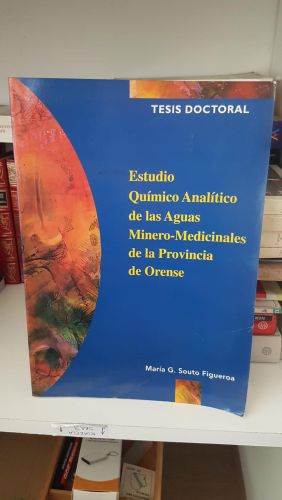 TESIS DOCTORAL
Estudio
Químico Analítico
de las Aguas
Minero-Medicinales
de la Provincia
de Orense
María G. Souto Figueroa